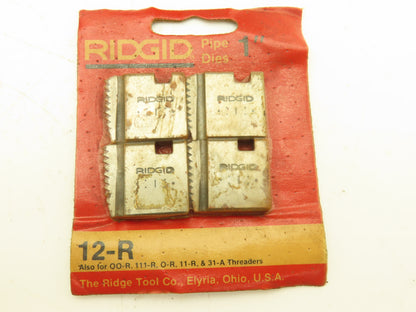 RIDGID Pipe Dies 1"
RIDGID
RIDGID
RIDGID
RIDGID
12-R
Also for OO-R, 111-R, O-R, 11-R, & 31-A Threaders
The Ridge Tool Co., Elyria, Ohio, U.S.A.